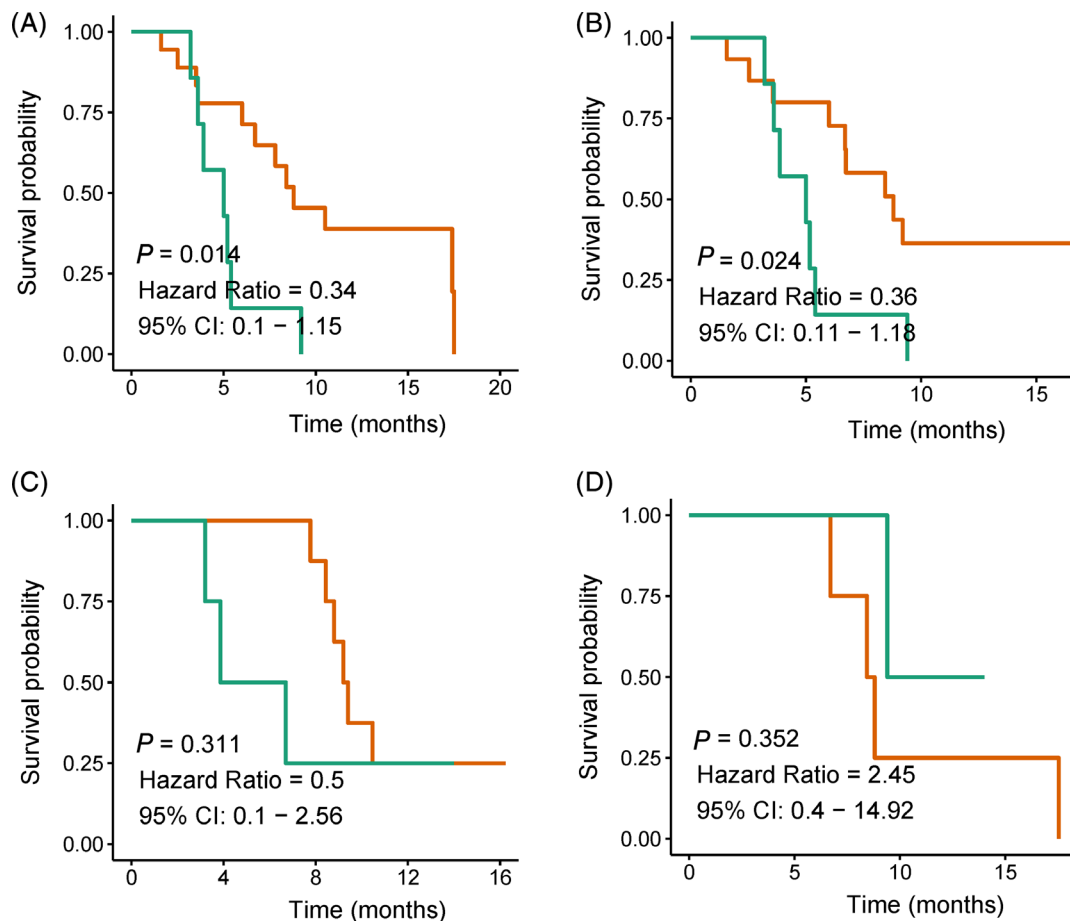 (A)
Survival probability
1.00
0.75
0.50
0.25
0.00
P = 0.014
Hazard Ratio = 0.34
95% CI: 0.1 − 1.15
0 5 10 15 20
Time (months)
(B)
Survival probability
1.00
0.75
0.50
0.25
0.00
P = 0.024
Hazard Ratio = 0.36
95% CI: 0.11 − 1.18
0 5 10 15
Time (months)
(C)
Survival probability
1.00
0.75
0.50
0.25
0.00
P = 0.311
Hazard Ratio = 0.5
95% CI: 0.1 − 2.56
0 4 8 12 16
Time (months)
(D)
Survival probability
1.00
0.75
0.50
0.25
0.00
P = 0.352
Hazard Ratio = 2.45
95% CI: 0.4 − 14.92
0 5 10 15
Time (months)